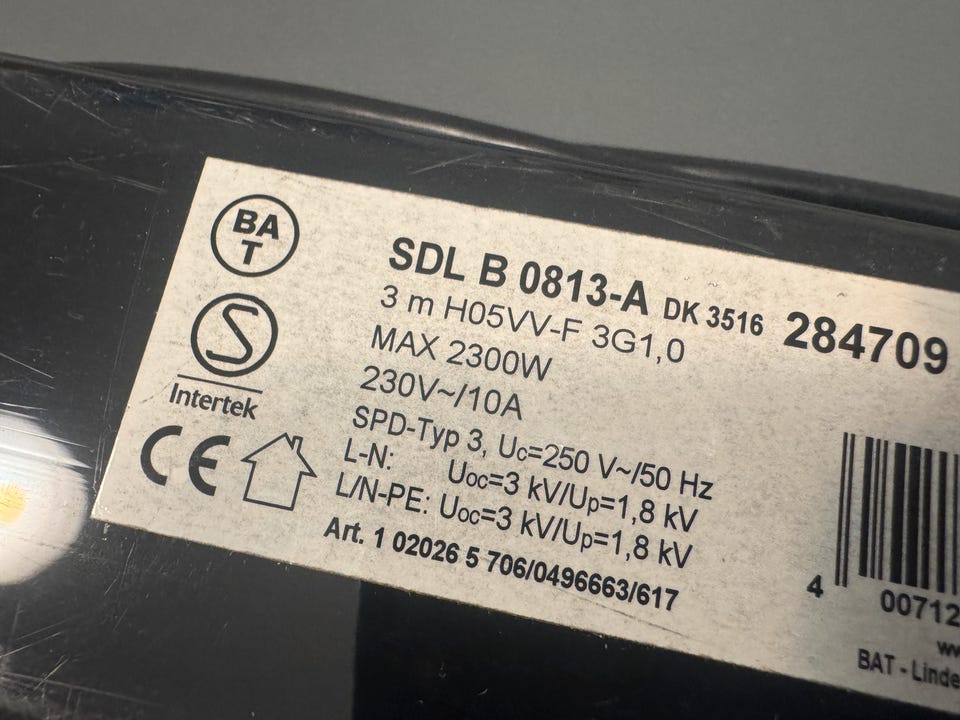 BA
T
S
Intertek
CE
SDL B 0813-A DK 3516 284709
3 m H05VV-F 3G1,0
MAX 2300W
230V~/10A
SPD-Typ 3, Uc=250 V~/50 Hz
L-N: Uoc=3 kV/Up=1,8 kV
L/N-PE: Uoc=3 kV/Up=1,8 kV
Art. 1 02026 5 706/0496663/617
4 00712
BAT - Linde